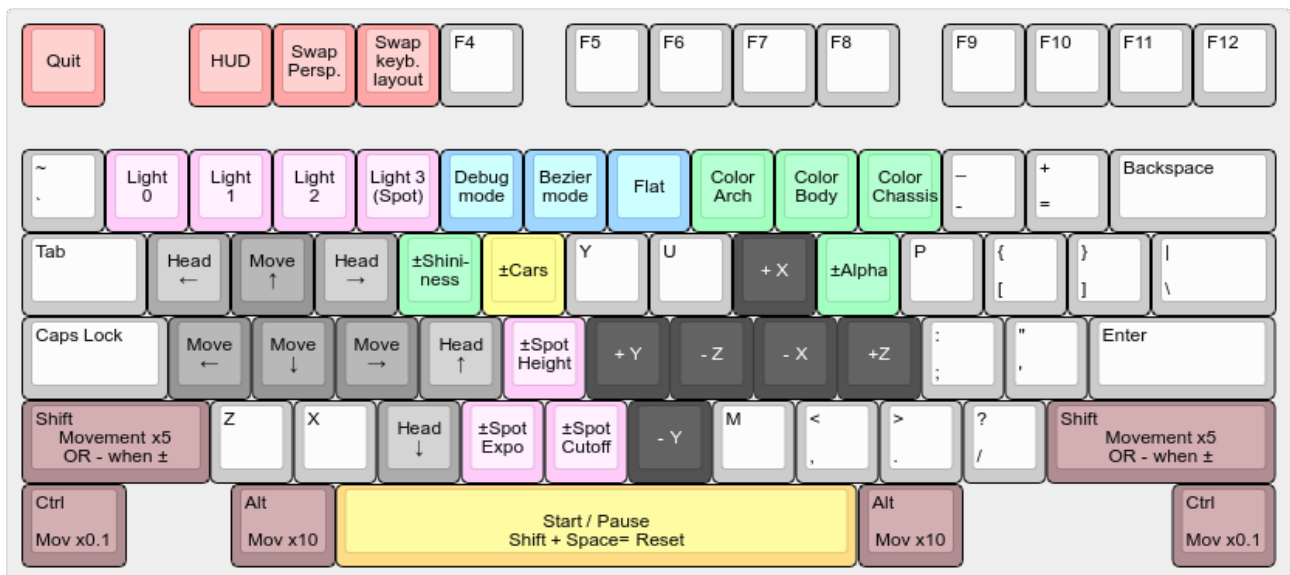 Quit
HUD
Swap
Persp.
Swap
keyb.
layout
F4
F5
F6
F7
F8
F9
F10
F11
F12
~
`
Light
0
Light
1
Light
2
Light 3
(Spot)
Debug
mode
Bezier
mode
Flat
Color
Arch
Color
Body
Color
Chassis
_
-
+
=
Backspace
Tab
Head
←
Move
↑
Head
→
±Shini-
ness
±Cars
Y
U
+ X
±Alpha
P
{
[
}
]
|
\
Caps Lock
Move
←
Move
↓
Move
→
Head
↑
±Spot
Height
+ Y
- Z
- X
+Z
:
;
"
'
Enter
Shift
Movement x5
OR - when ±
Z
X
Head
↓
±Spot
Expo
±Spot
Cutoff
- Y
M
<
,
>
.
?
/
Shift
Movement x5
OR - when ±
Ctrl
Mov x0.1
Alt
Mov x10
Start / Pause
Shift + Space= Reset
Alt
Mov x10
Ctrl
Mov x0.1